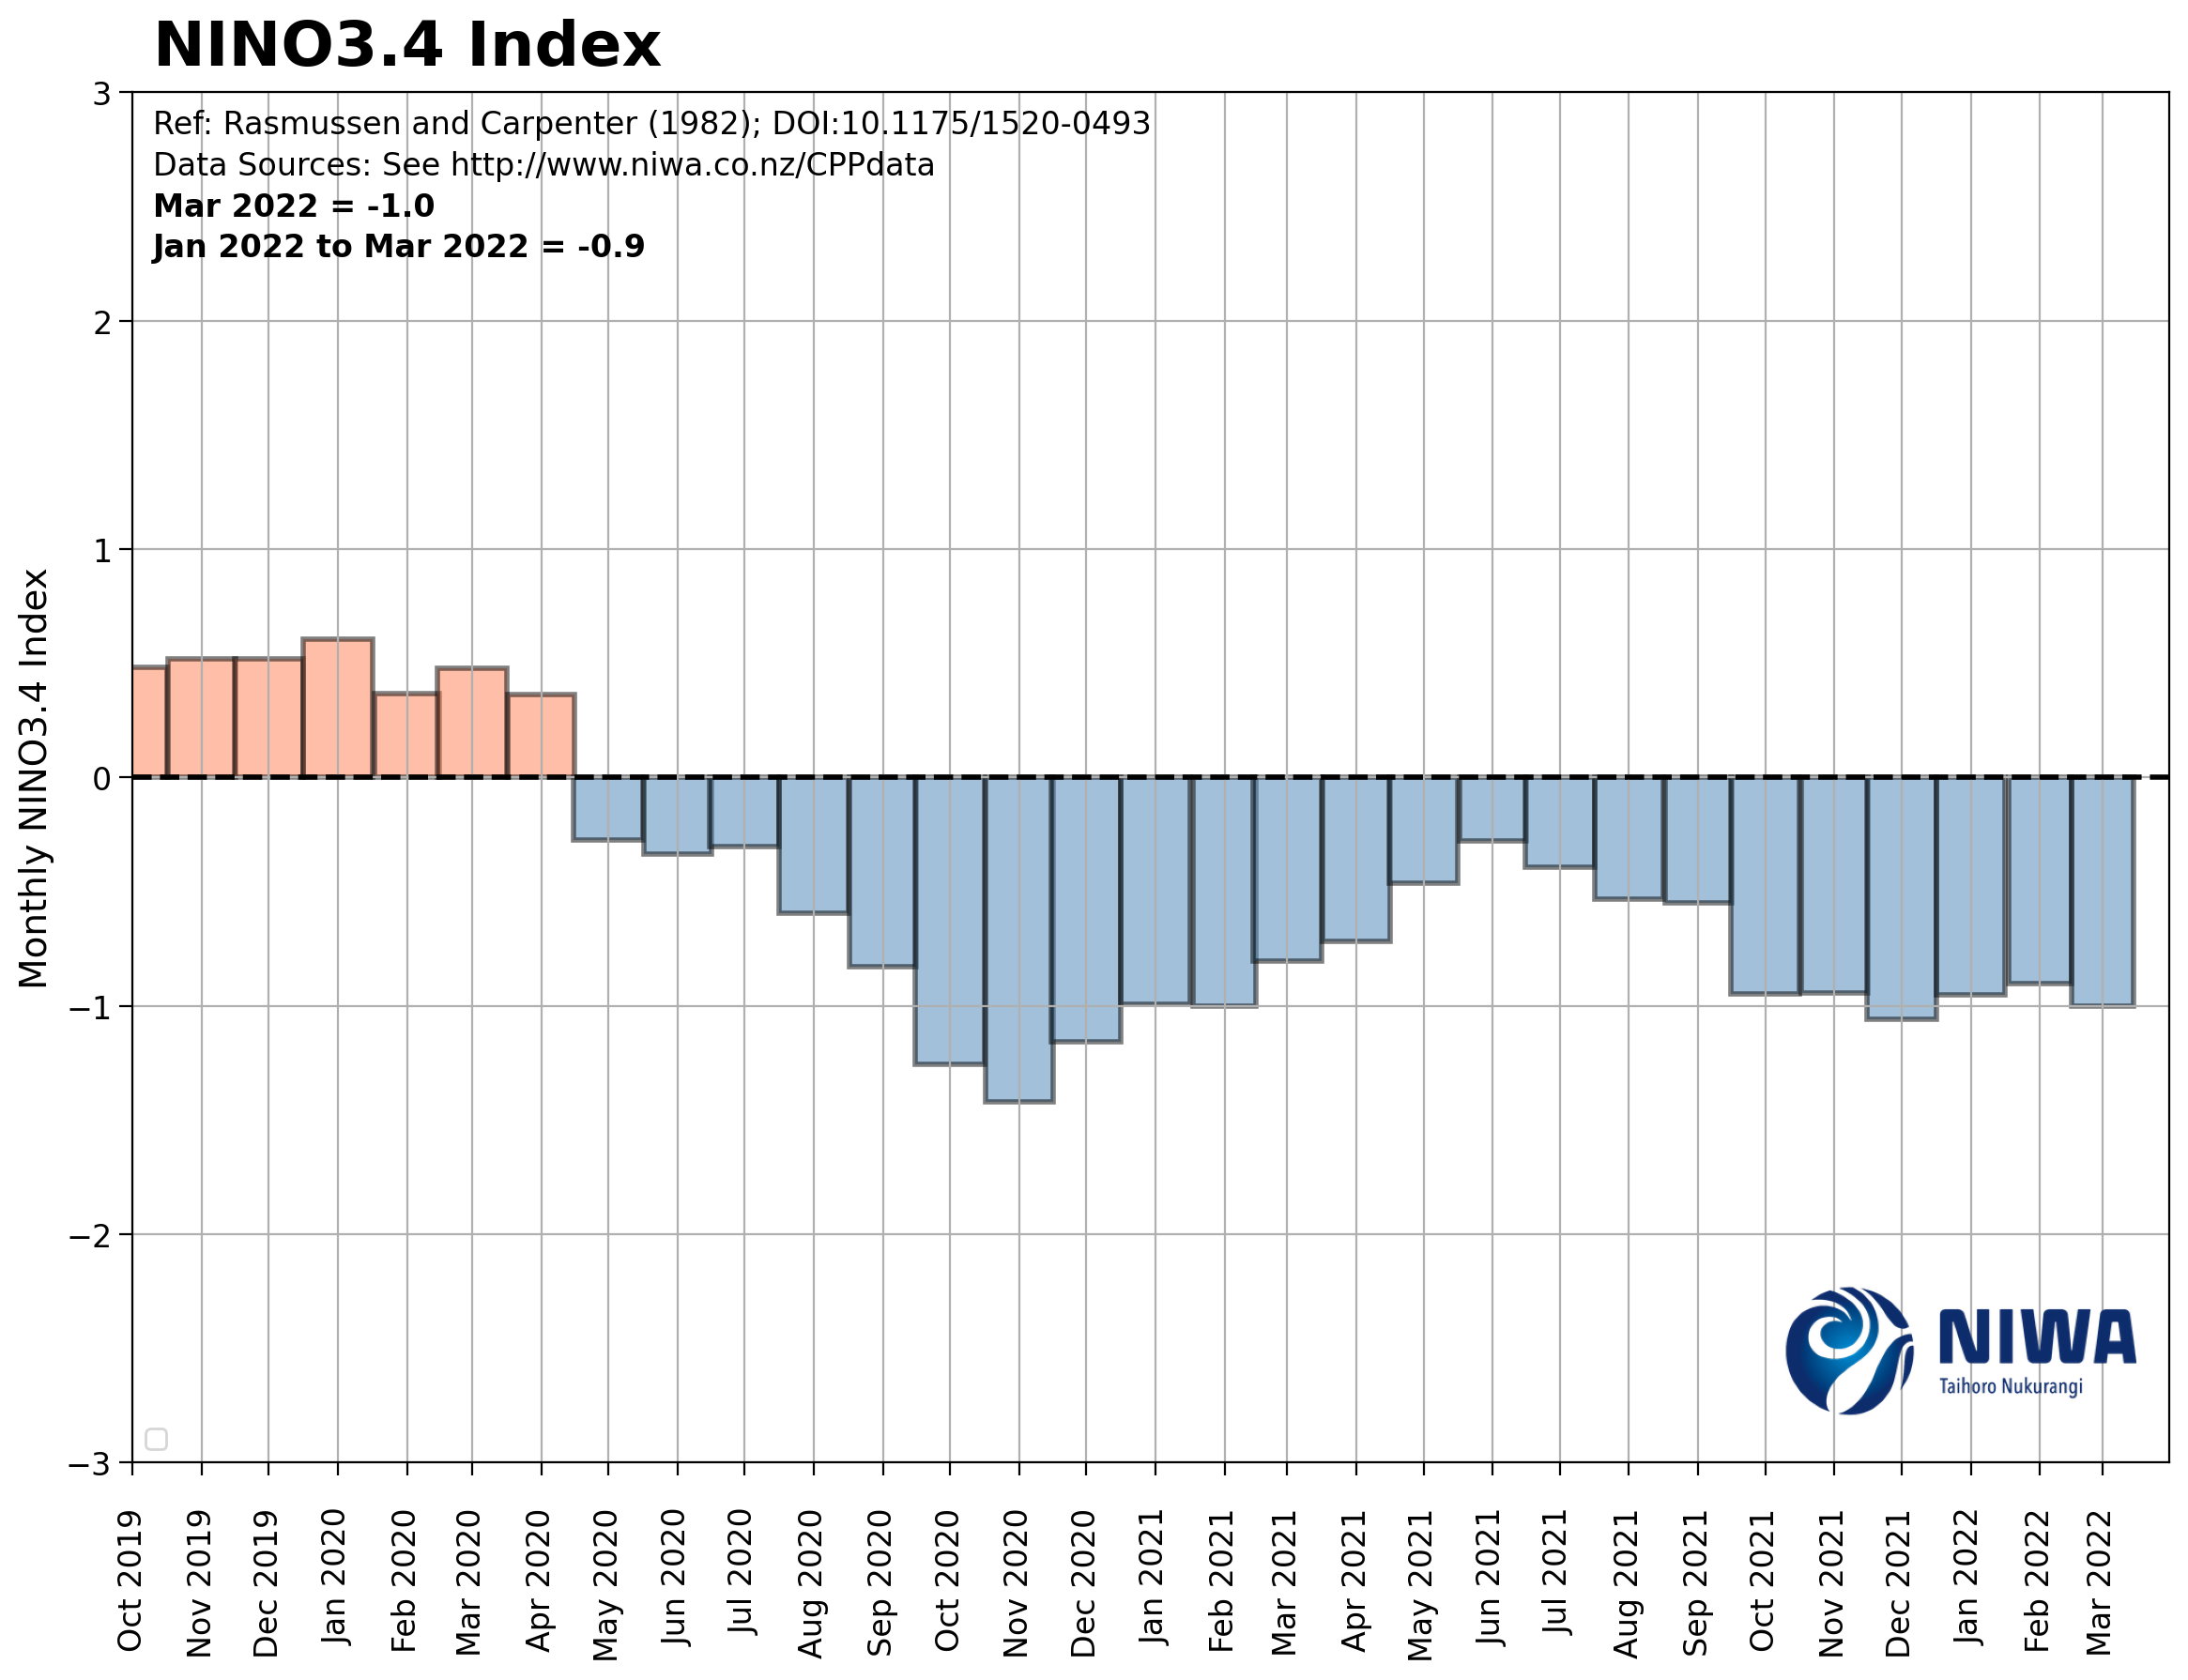 NINO3.4 Index
Ref: Rasmussen and Carpenter (1982); DOI:10.1175/1520-0493
Data Sources: See http://www.niwa.co.nz/CPPdata
Mar 2022 = -1.0
Jan 2022 to Mar 2022 = -0.9
Monthly NINO3.4 Index
3
2
1
0
−1
−2
−3
NIWA
Taihoro Nukurangi
Oct 2019
Nov 2019
Dec 2019
Jan 2020
Feb 2020
Mar 2020
Apr 2020
May 2020
Jun 2020
Jul 2020
Aug 2020
Sep 2020
Oct 2020
Nov 2020
Dec 2020
Jan 2021
Feb 2021
Mar 2021
Apr 2021
May 2021
Jun 2021
Jul 2021
Aug 2021
Sep 2021
Oct 2021
Nov 2021
Dec 2021
Jan 2022
Feb 2022
Mar 2022